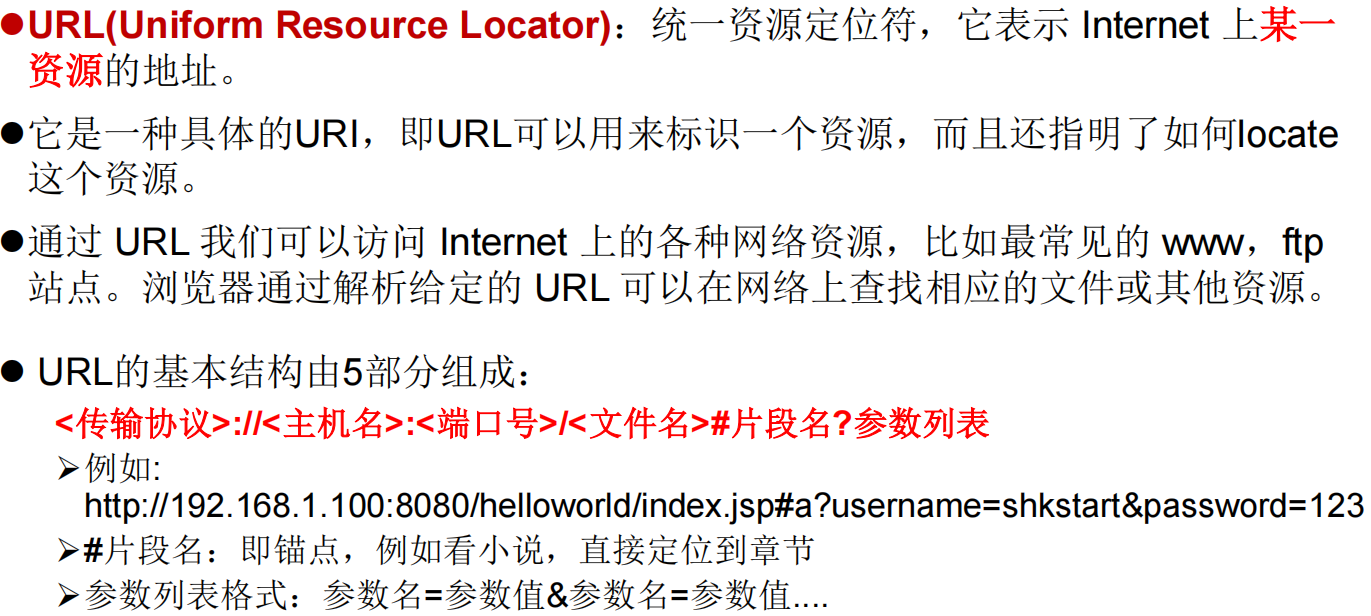 ●URL(Uniform Resource Locator)：统一资源定位符，它表示 Internet 上某一
资源的地址。
●它是一种具体的URI，即URL可以用来标识一个资源，而且还指明了如何locate
这个资源。
●通过 URL 我们可以访问 Internet 上的各种网络资源，比如最常见的 www，ftp
站点。浏览器通过解析给定的 URL 可以在网络上查找相应的文件或其他资源。
● URL的基本结构由5部分组成：
<传输协议>://<主机名>:<端口号>/<文件名>#片段名?参数列表
➢例如:
http://192.168.1.100:8080/helloworld/index.jsp#a?username=shkstart&password=123
➢#片段名：即锚点，例如看小说，直接定位到章节
➢参数列表格式：参数名=参数值&参数名=参数值....